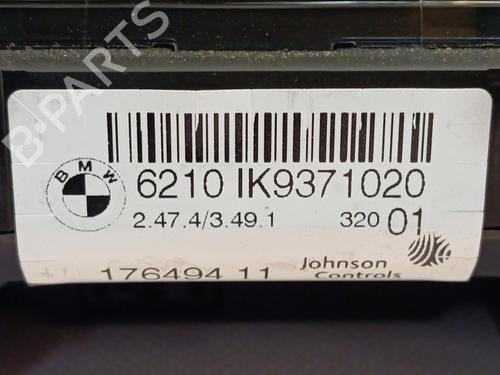 B-PARTS
BMW
6210 IK9371020
2.47.4/3.49.1 320 01
176494 11 Johnson
Controls